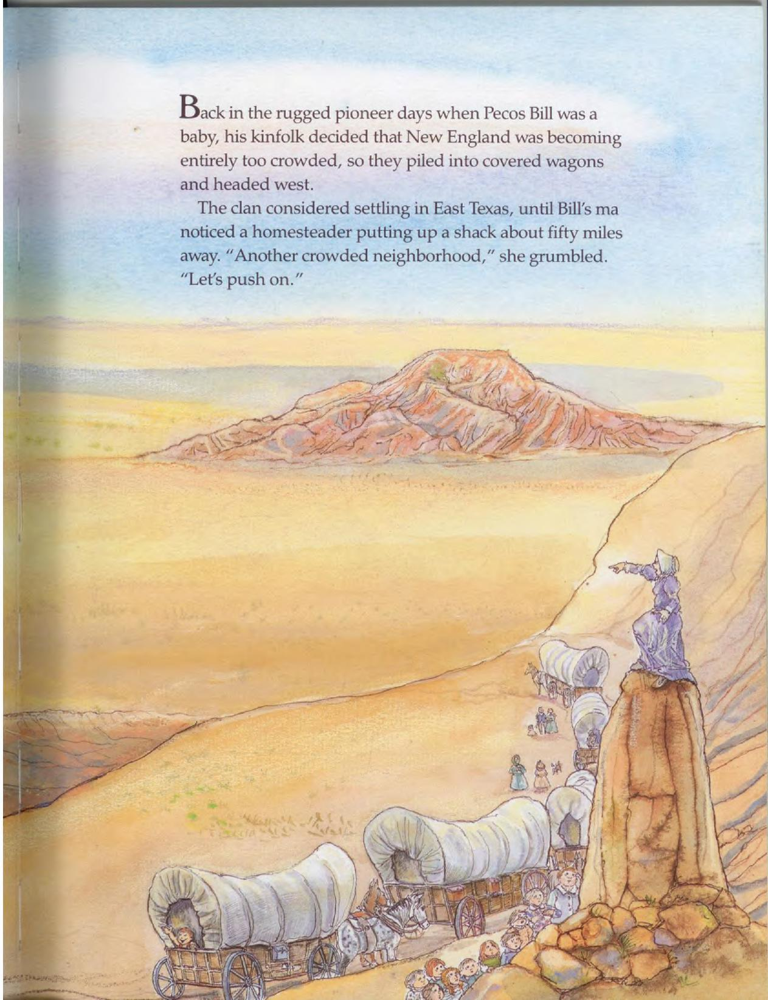 Back in the rugged pioneer days when Pecos Bill was a
baby, his kinfolk decided that New England was becoming
entirely too crowded, so they piled into covered wagons
and headed west.
The clan considered settling in East Texas, until Bill's ma
noticed a homesteader putting up a shack about fifty miles
away. "Another crowded neighborhood," she grumbled.
"Let's push on."